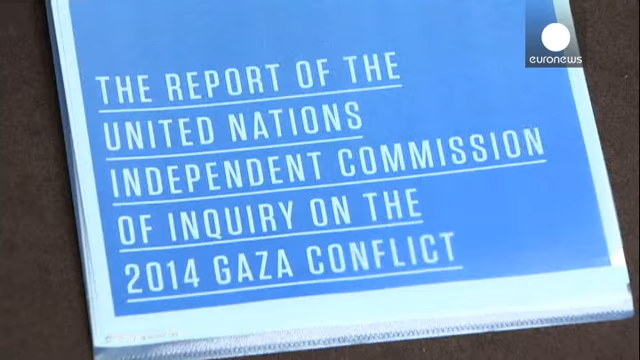 euronews
THE REPORT OF THE
UNITED NATIONS
INDEPENDENT COMMISSION
OF INQUIRY ON THE
2014 GAZA CONFLICT